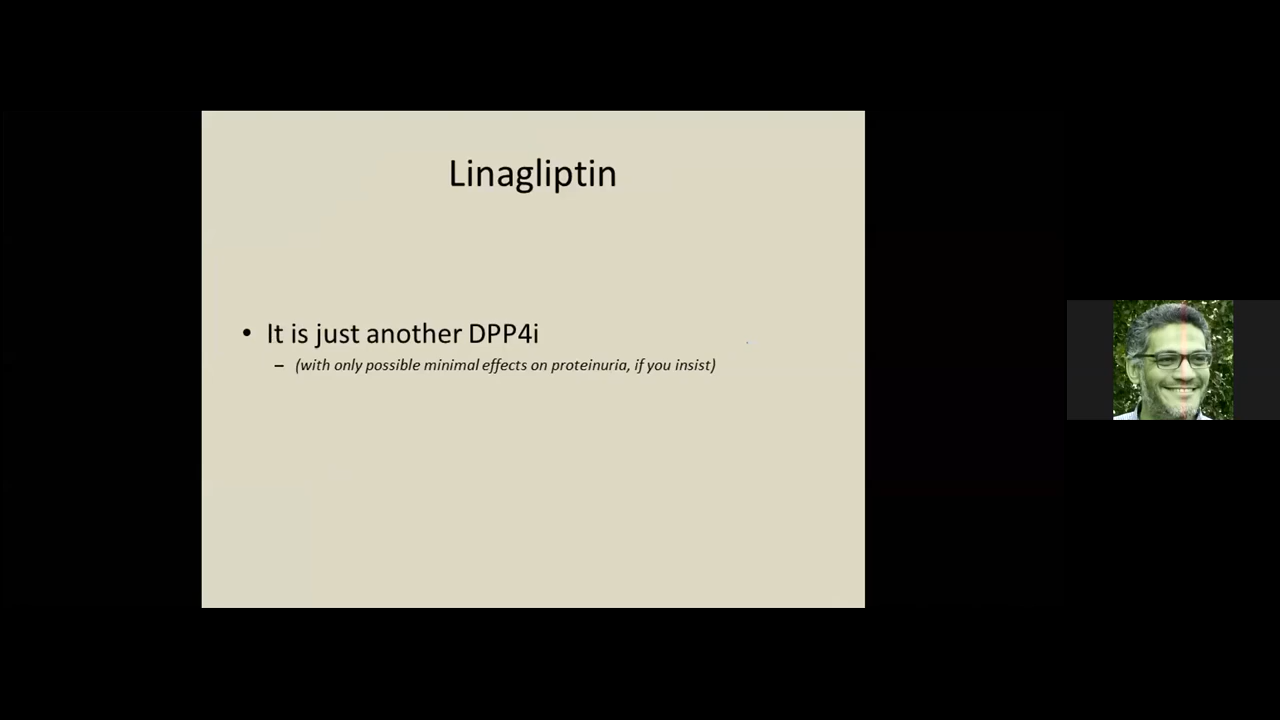 Linagliptin
• It is just another DPP4i
– (with only possible minimal effects on proteinuria, if you insist)